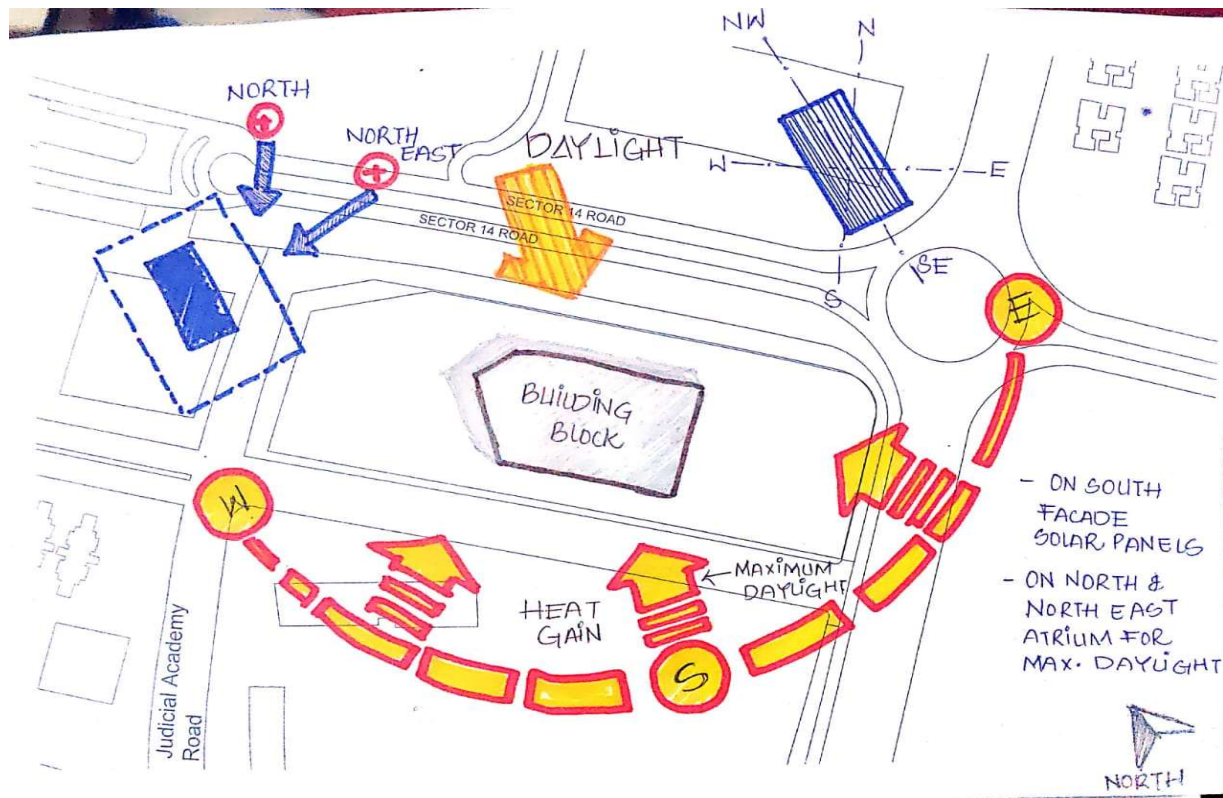 NW
N
NORTH
NORTH
EAST
DAYLIGHT
W
E
SECTOR 14 ROAD
SECTOR 14 ROAD
SE
S
E
BUILDING
BLOCK
W
- ON SOUTH
FACADE
SOLAR PANELS
- ON NORTH &
NORTH EAST
ATRIUM FOR
MAX. DAYLIGHT
MAXIMUM
DAYLIGHT
HEAT
GAIN
S
Judicial Academy
Road
NORTH